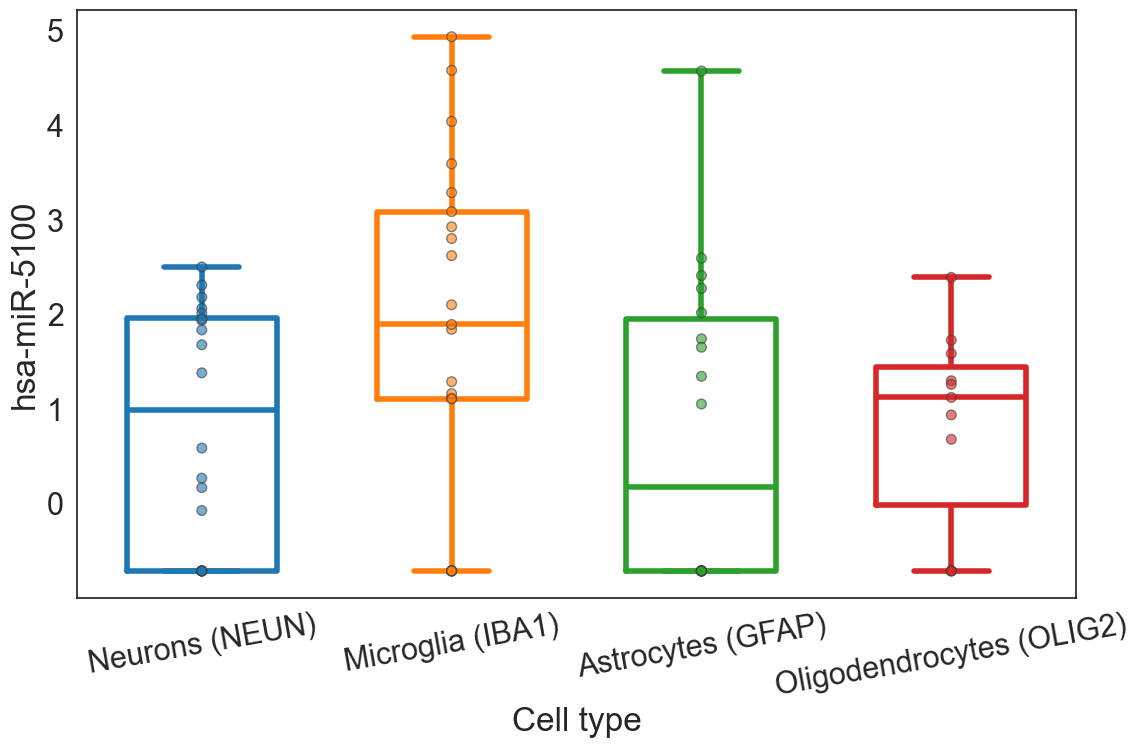 hsa-miR-5100
5
4
3
2
1
0
Neurons (NEUN)
Microglia (IBA1)
Astrocytes (GFAP)
Oligodendrocytes (OLIG2)
Cell type